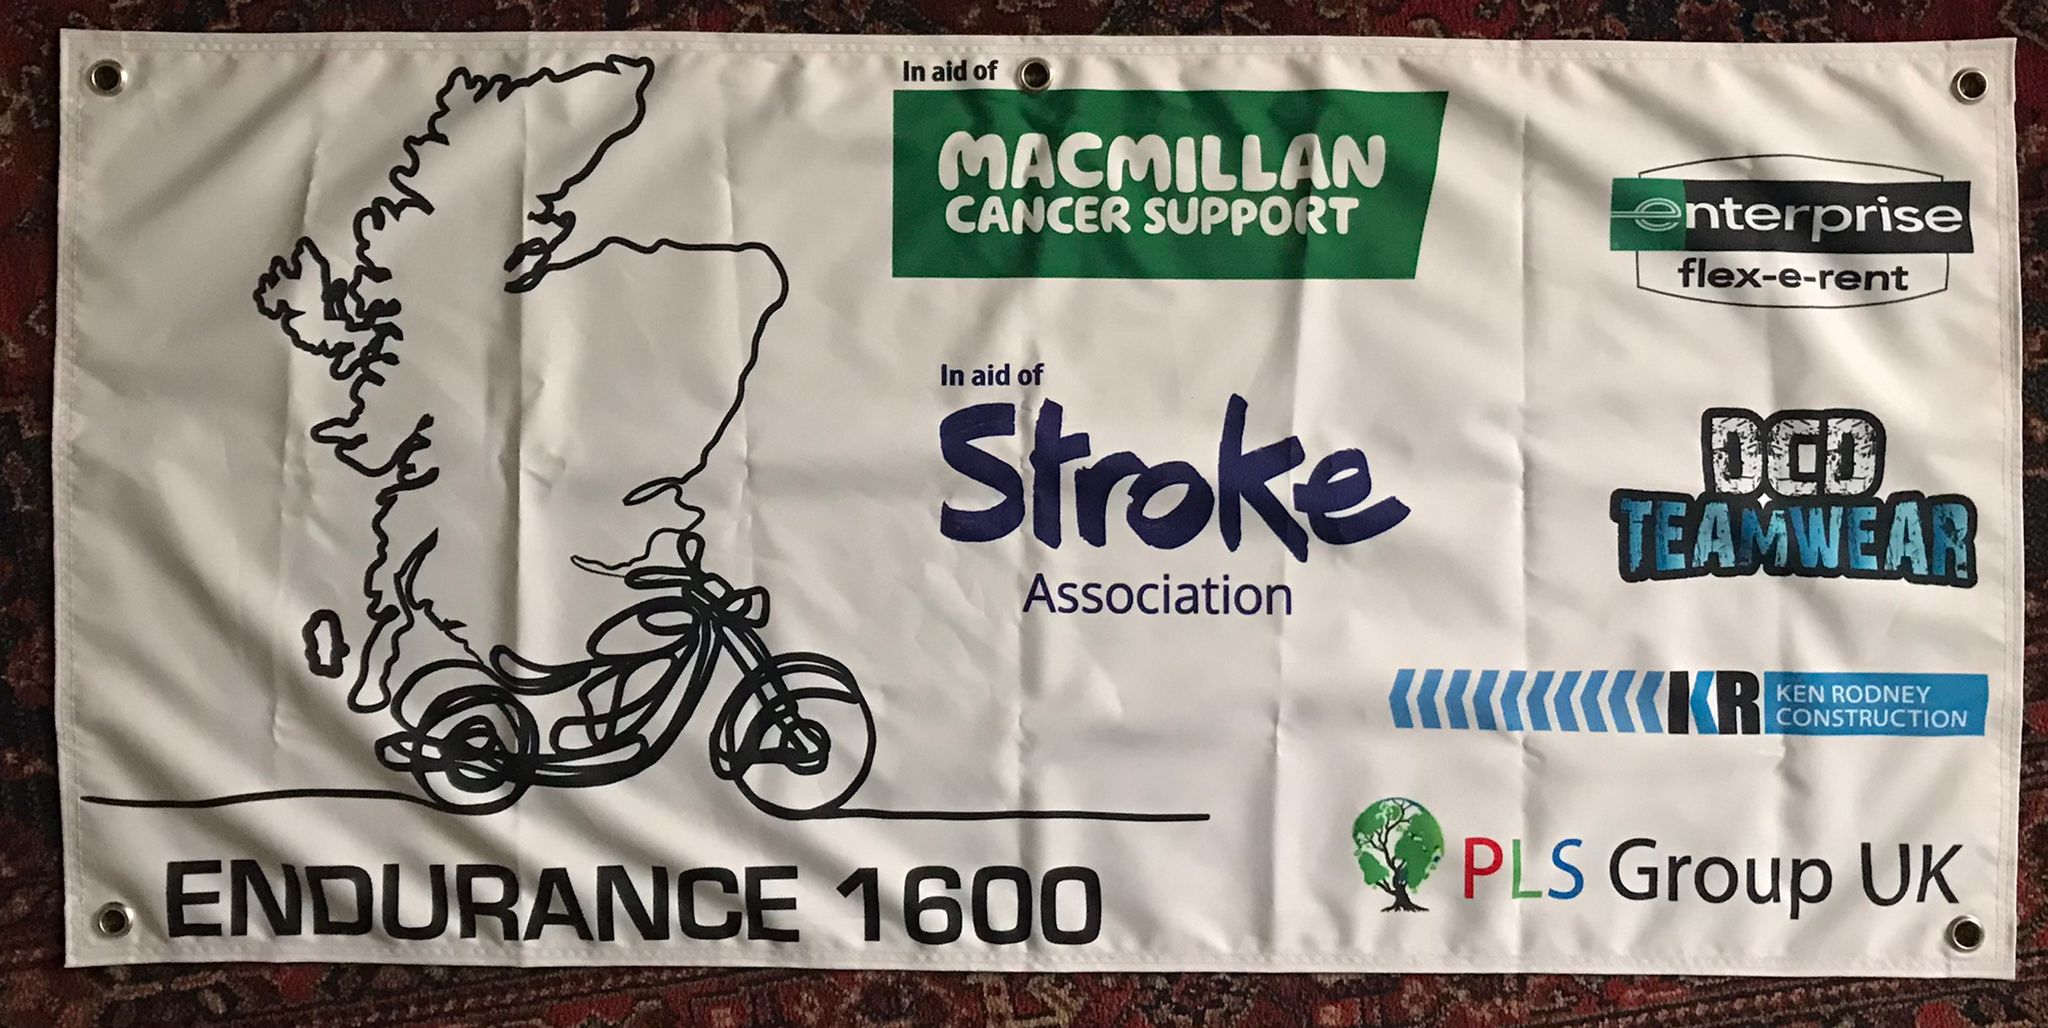 In aid of
MACMILLAN
CANCER SUPPORT
enterprise
flex-e-rent
In aid of
Stroke
Association
DCD
TEAMWEAR
KR
KEN RODNEY
CONSTRUCTION
PLS Group UK
ENDURANCE 1600